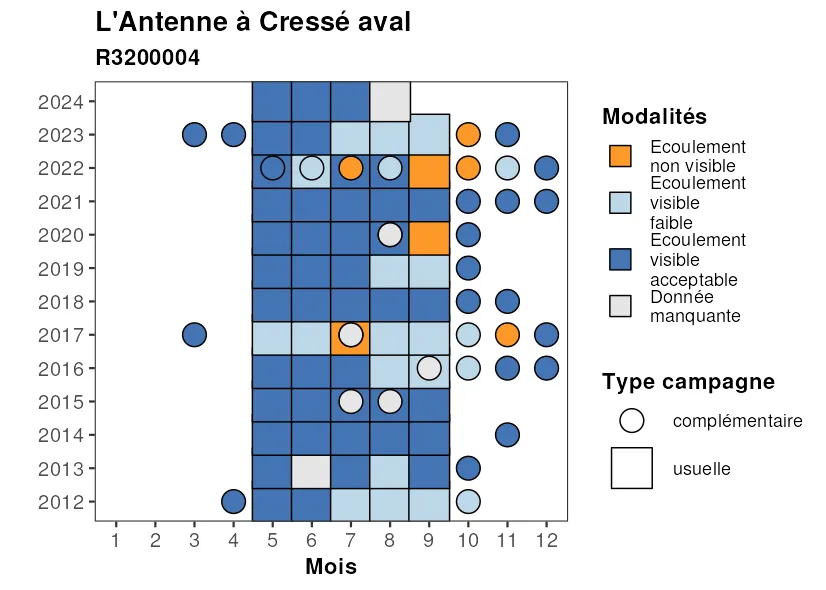 L'Antenne à Cressé aval
R3200004
2024
2023
2022
2021
2020
2019
2018
2017
2016
2015
2014
2013
2012
1 2 3 4 5 6 7 8 9 10 11 12
Mois
Modalités
Ecoulement
non visible
Ecoulement
visible
faible
Ecoulement
visible
acceptable
Donnée
manquante
Type campagne
complémentaire
usuelle